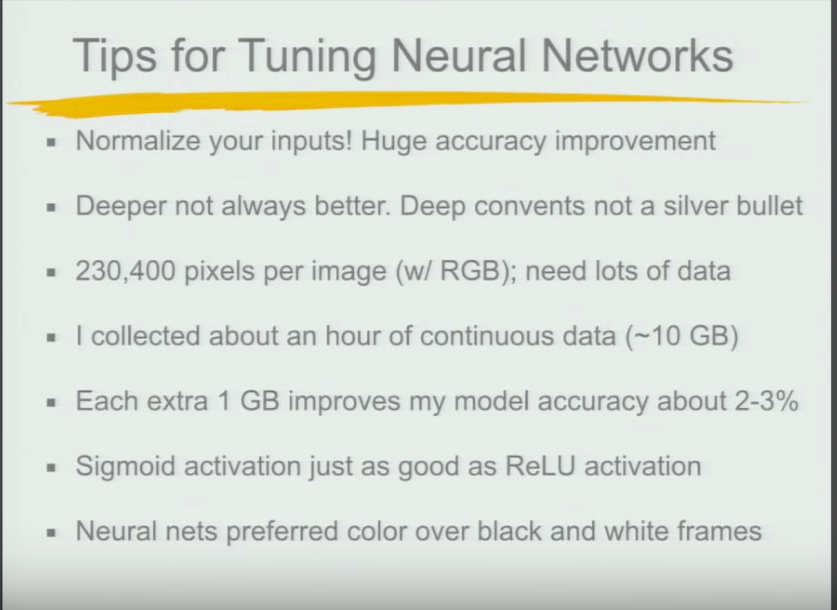 Tips for Tuning Neural Networks
Normalize your inputs! Huge accuracy improvement
Deeper not always better. Deep convents not a silver bullet
230,400 pixels per image (w/ RGB); need lots of data
I collected about an hour of continuous data (~10 GB)
Each extra 1 GB improves my model accuracy about 2-3%
Sigmoid activation just as good as ReLU activation
Neural nets preferred color over black and white frames